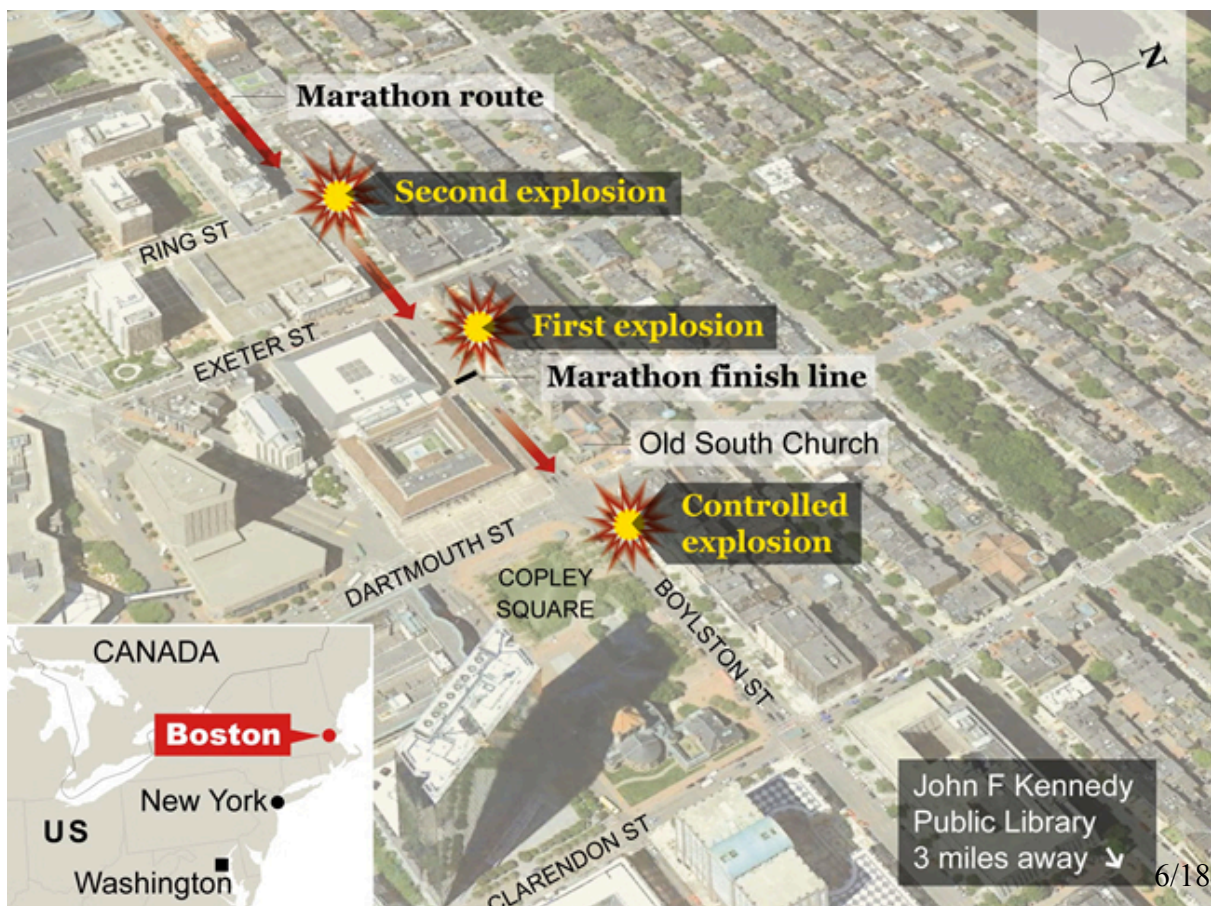 N
Marathon route
Second explosion
RING ST
First explosion
EXETER ST
Marathon finish line
Old South Church
Controlled
explosion
DARTMOUTH ST
COPLEY
SQUARE
BOYLSTON ST
CANADA
Boston
New York
US
Washington
CLARENDON ST
John F Kennedy
Public Library
3 miles away
6/18